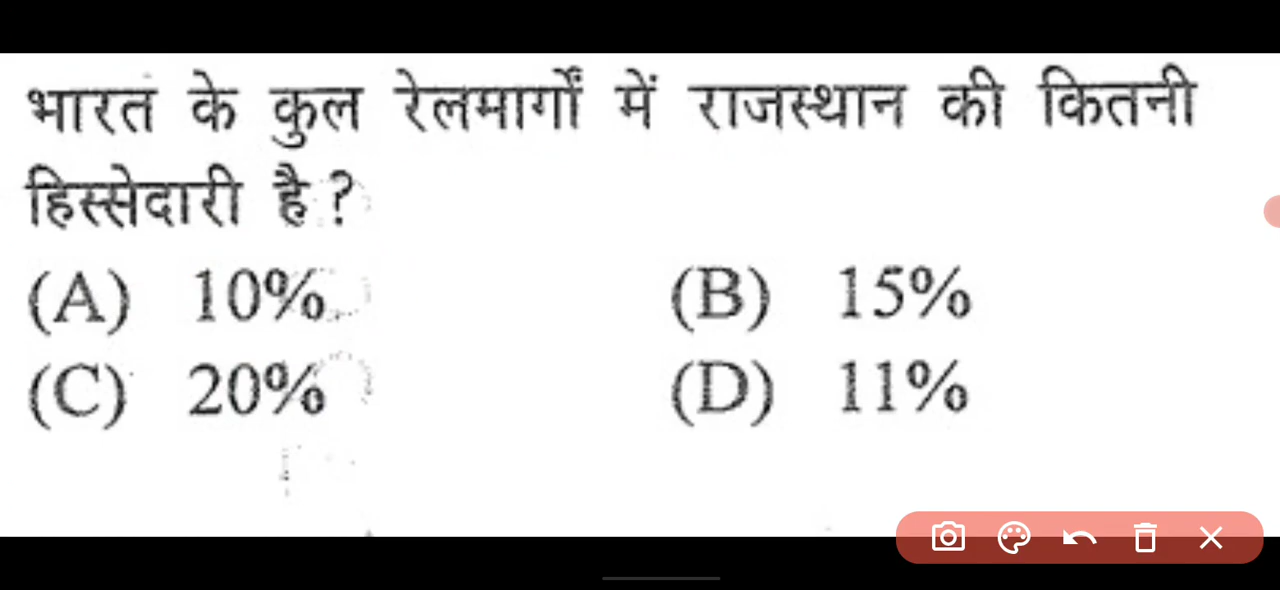 भारत के कुल रेलमार्गों में राजस्थान की कितनी
हिस्सेदारी है ?
(A) 10%
(B) 15%
(C) 20%
(D) 11%